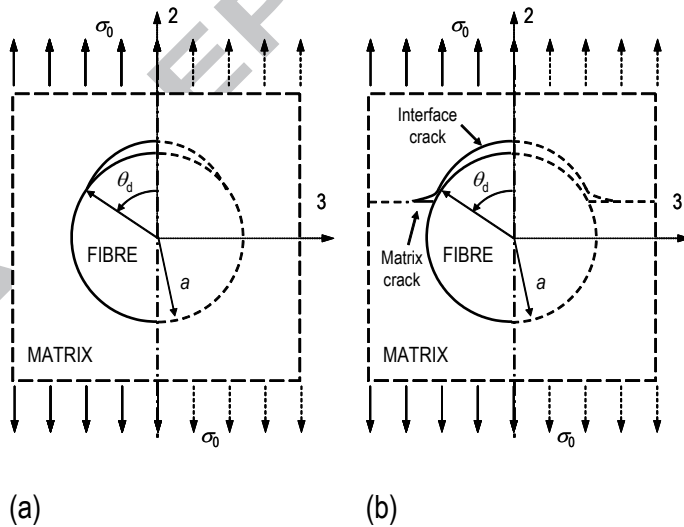 σ0
2
θd
3
FIBRE
a
MATRIX
σ0
(a)
σ0
2
Interface
crack
θd
3
FIBRE
Matrix
crack
a
MATRIX
σ0
(b)